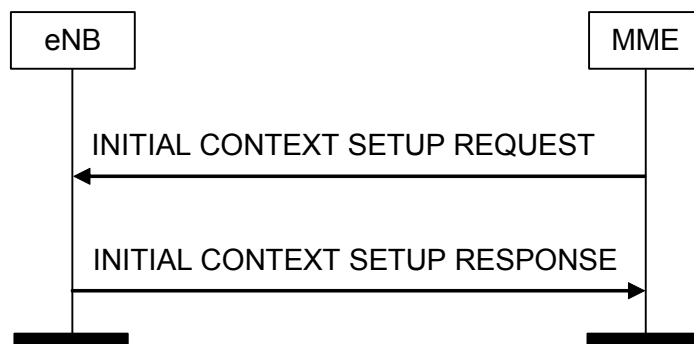 eNB
MME
INITIAL CONTEXT SETUP REQUEST
INITIAL CONTEXT SETUP RESPONSE